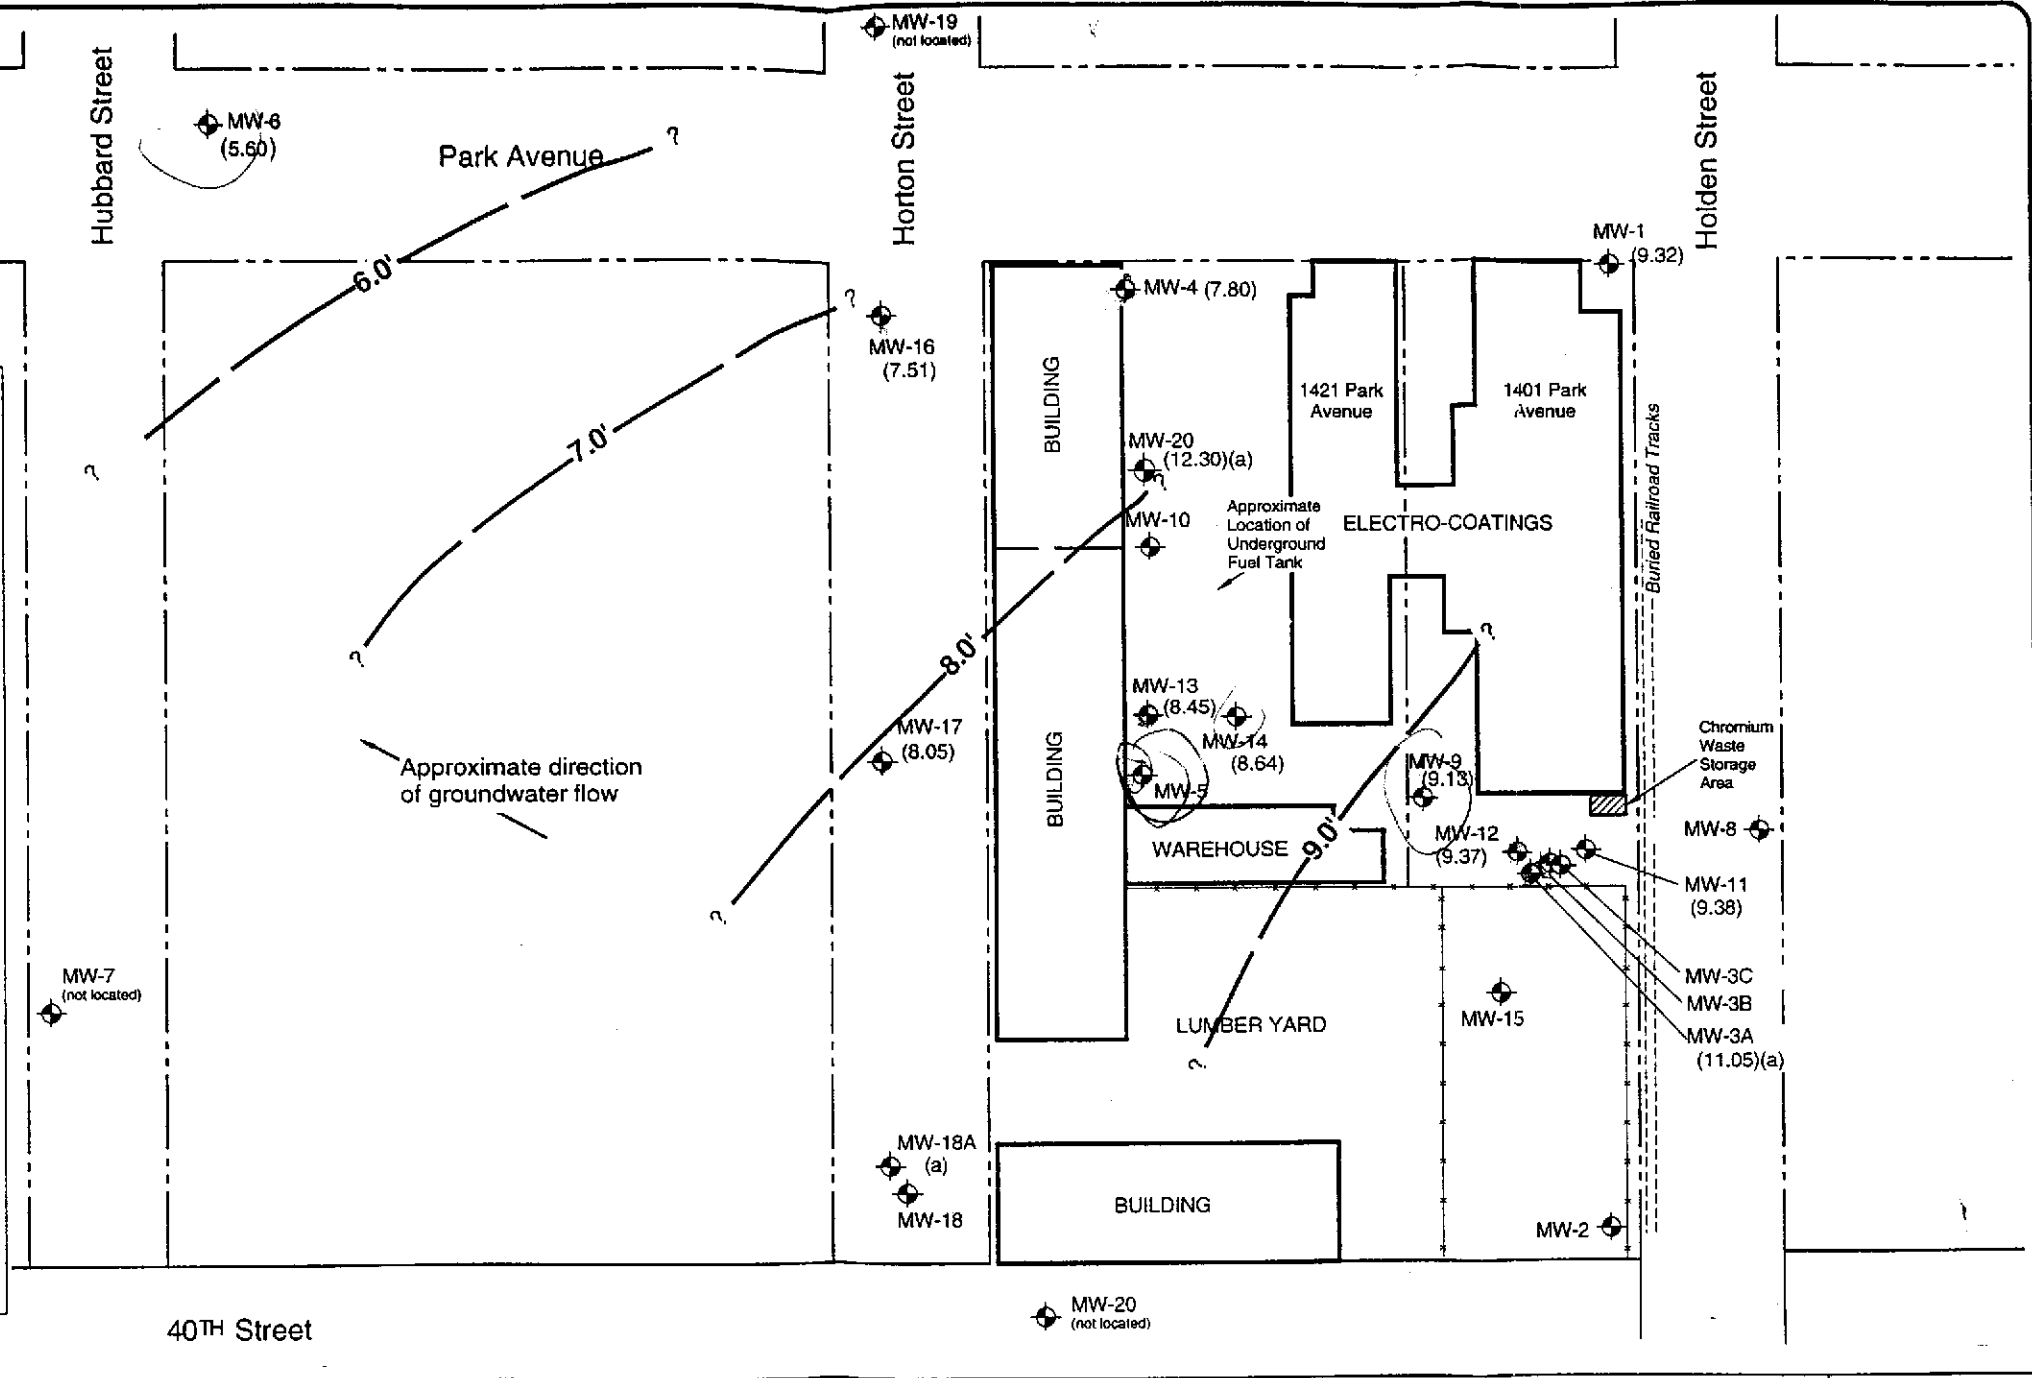 MW-19
(not located)
Hubbard Street
Horton Street
Holden Street
MW-6
(5.60)
Park Avenue
?
MW-1
(9.32)
6.0'
?
MW-4 (7.80)
MW-16
(7.51)
BUILDING
1421 Park
Avenue
1401 Park
Avenue
7.0'
?
MW-20
(12.30)(a)
?
Buried Railroad Tracks
Approximate
Location of
Underground
Fuel Tank
ELECTRO-COATINGS
MW-10
?
8.0'
?
MW-13
(8.45)
MW-14
(8.64)
MW-17
(8.05)
Chromium
Waste
Storage
Area
Approximate direction
of groundwater flow
BUILDING
MW-5
MW-9
(9.13)
WAREHOUSE
9.0'
MW-12
(9.37)
MW-8
MW-11
(9.38)
?
MW-7
(not located)
MW-3C
MW-3B
MW-3A
(11.05)(a)
MW-15
LUMBER YARD
?
MW-18A
(a)
MW-18
BUILDING
MW-2
MW-20
(not located)
40TH Street